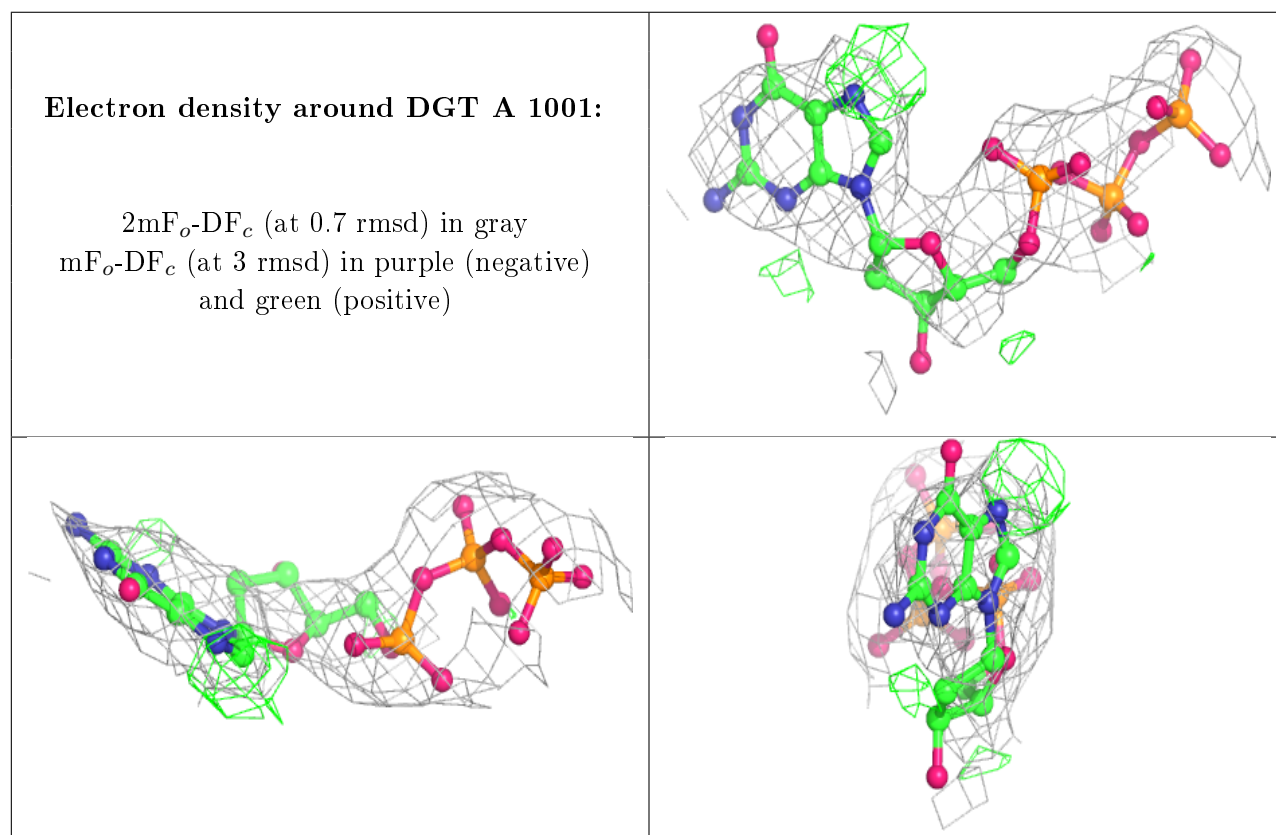 Electron density around DGT A 1001:
2mFo-DFc (at 0.7 rmsd) in gray
mFo-DFc (at 3 rmsd) in purple (negative)
and green (positive)